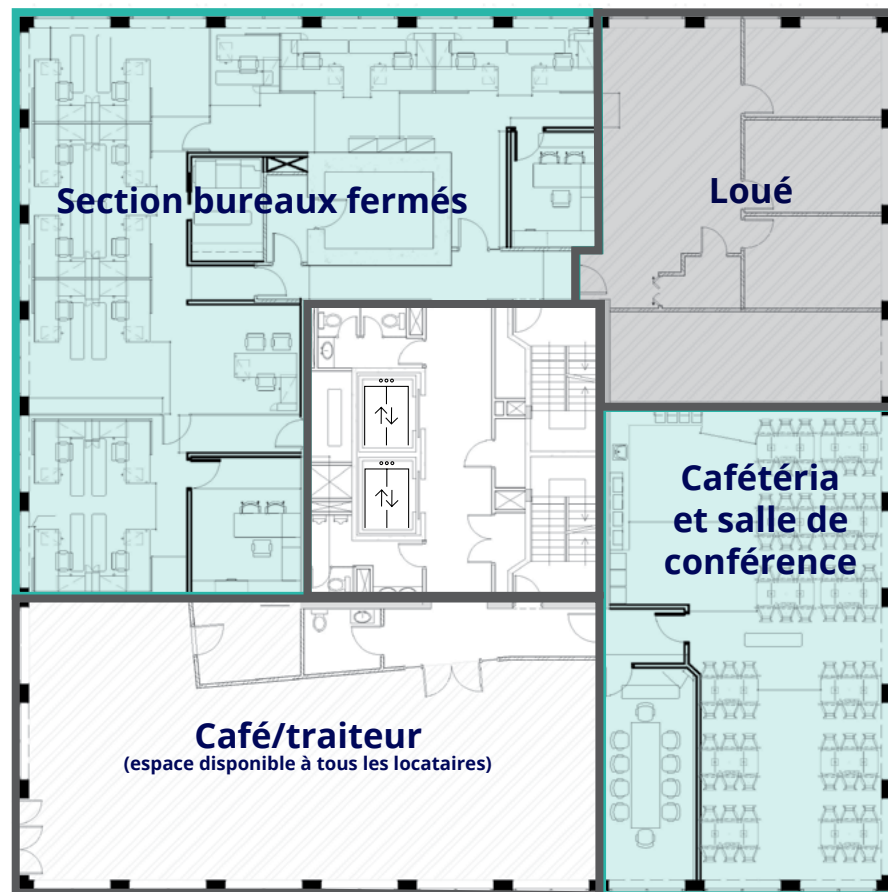 Section bureaux fermés
Loué
Cafétéria
et salle de
conférence
Café/traiteur
(espace disponible à tous les locataires)